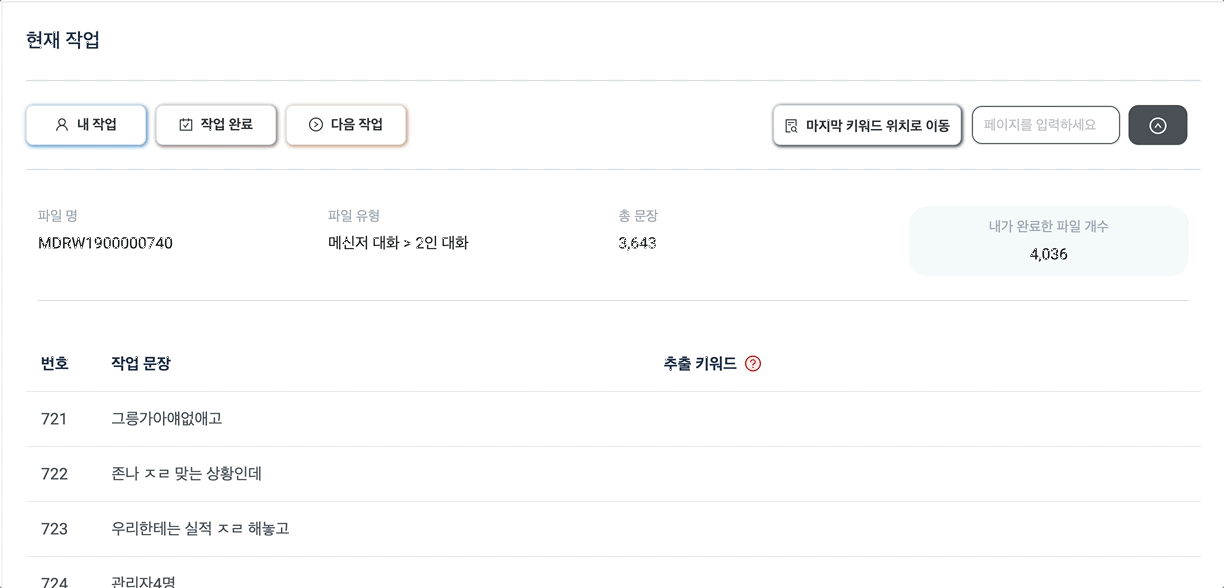 현재 작업
내 작업 작업 완료 다음 작업 마지막 키워드 위치로 이동 페이지를 입력하세요
파일 명 파일 유형 총 문장 내가 완료한 파일 개수
MDRW1900000740 메신저 대화 > 2인 대화 3,643 4,036
번호 작업 문장 추출 키워드 ?
721 그릉가아얘없애고
722 존나 ㅈㄹ 맞는 상황인데
723 우리한테는 실적 ㅈㄹ 해놓고
724 관리자4명